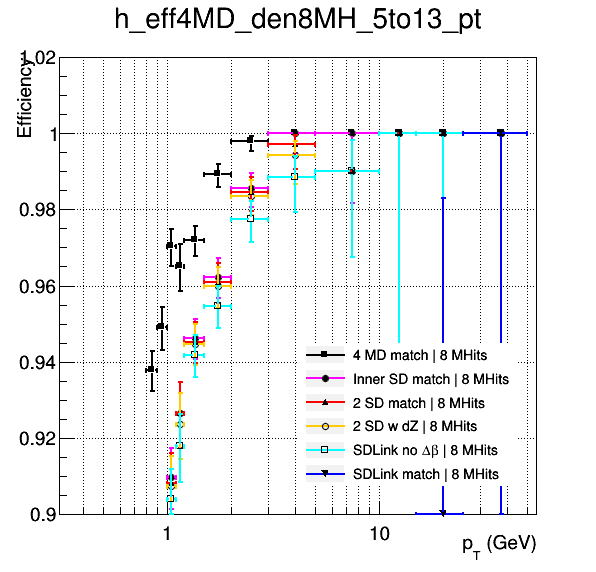 h_eff4MD_den8MH_5to13_pt
Efficiency
1.02
1
0.98
0.96
0.94
0.92
0.9
4 MD match | 8 MHits
Inner SD match | 8 MHits
2 SD match | 8 MHits
2 SD w dZ | 8 MHits
SDLink no Δβ | 8 MHits
SDLink match | 8 MHits
1
10
p_T (GeV)